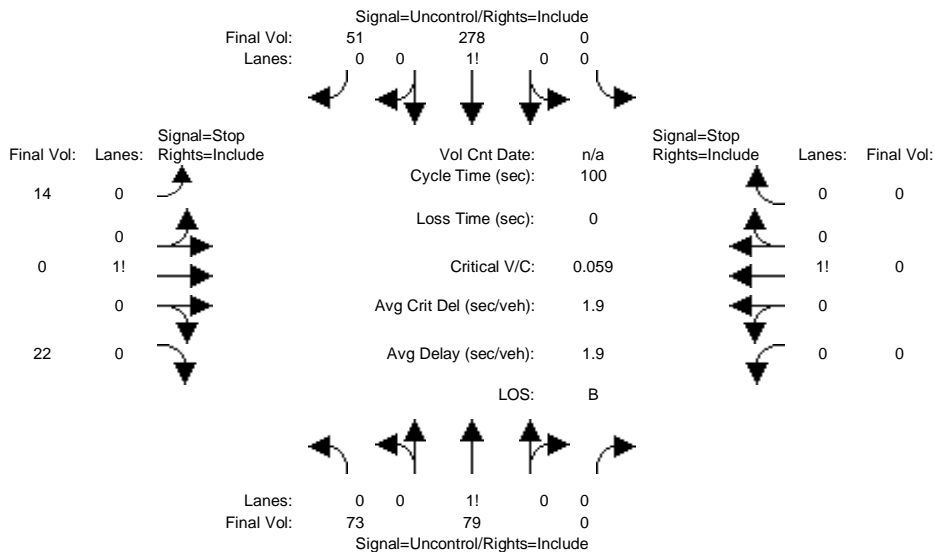 Signal=Uncontrol/Rights=Include
Final Vol: 51 278 0
Lanes: 0 0 1! 0 0
Signal=Stop Signal=Stop
Final Vol: Lanes: Rights=Include Vol Cnt Date: n/a Rights=Include Lanes: Final Vol:
Cycle Time (sec): 100
14 0 0 0
Loss Time (sec): 0
0 0
0 1! Critical V/C: 0.059 1! 0
0 Avg Crit Del (sec/veh): 1.9 0
22 0 Avg Delay (sec/veh): 1.9 0 0
LOS: B
Lanes: 0 0 1! 0 0
Final Vol: 73 79 0
Signal=Uncontrol/Rights=Include